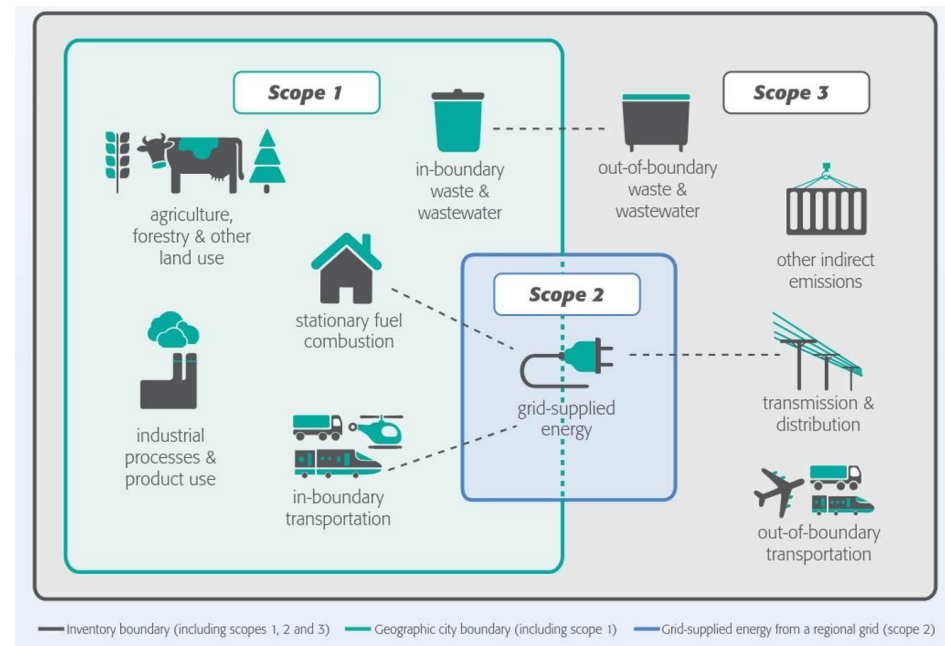 Scope 1
Scope 3
in-boundary
waste &
wastewater
out-of-boundary
waste &
wastewater
agriculture,
forestry & other
land use
other indirect
emissions
Scope 2
stationary fuel
combustion
grid-supplied
energy
transmission &
distribution
industrial
processes &
product use
in-boundary
transportation
out-of-boundary
transportation
Inventory boundary (including scopes 1, 2 and 3) Geographic city boundary (including scope 1) Grid-supplied energy from a regional grid (scope 2)